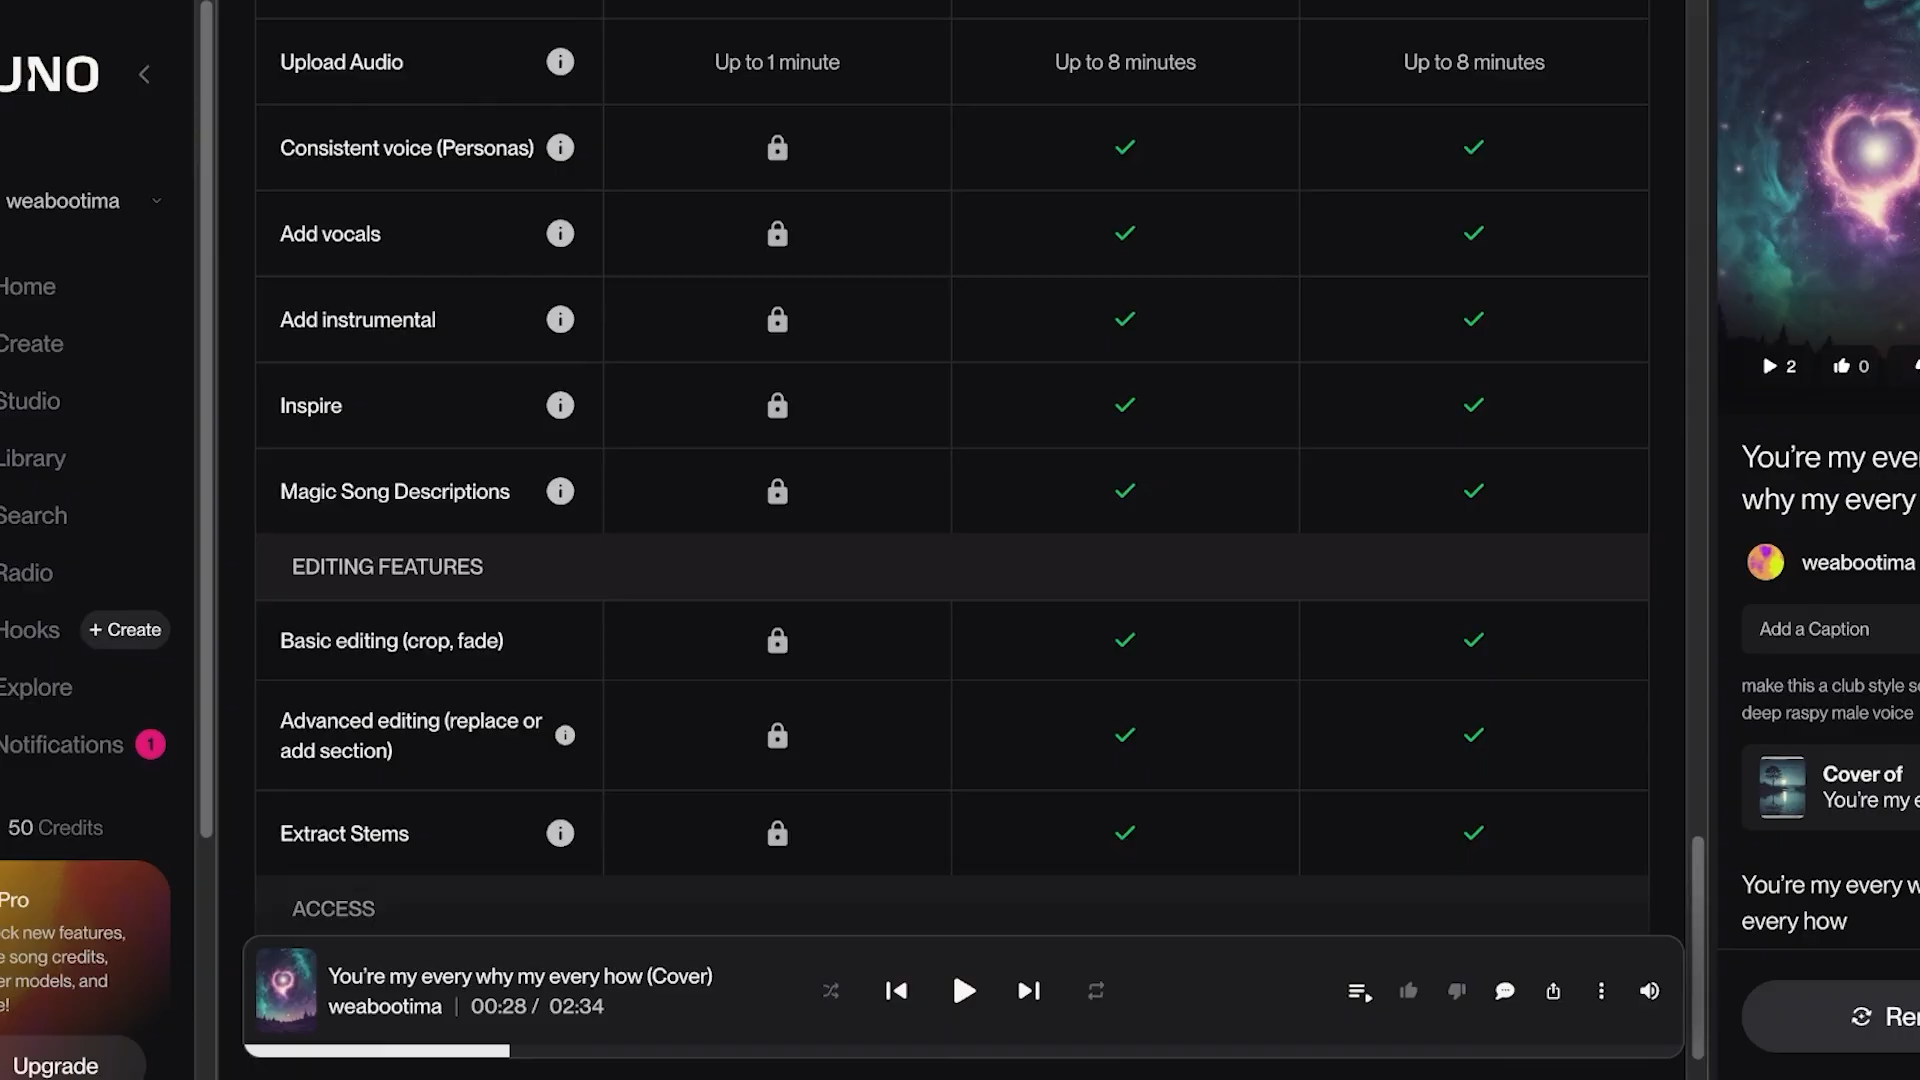 UNO
weabootima
Home
Create
Studio
Library
Search
Radio
Hooks
+ Create
Explore
Notifications
1
50 Credits
Pro
ck new features,
e song credits,
er models, and
e!
Upgrade
Upload Audio
Up to 1 minute
Up to 8 minutes
Up to 8 minutes
Consistent voice (Personas)
Add vocals
Add instrumental
Inspire
Magic Song Descriptions
EDITING FEATURES
Basic editing (crop, fade)
Advanced editing (replace or
add section)
Extract Stems
ACCESS
You're my every why my every how (Cover)
weabootima | 00:28 / 02:34
2
0
You're my ever
why my every
weabootima
Add a Caption
make this a club style so
deep raspy male voice
Cover of
You're my e
You're my every w
every how
Re